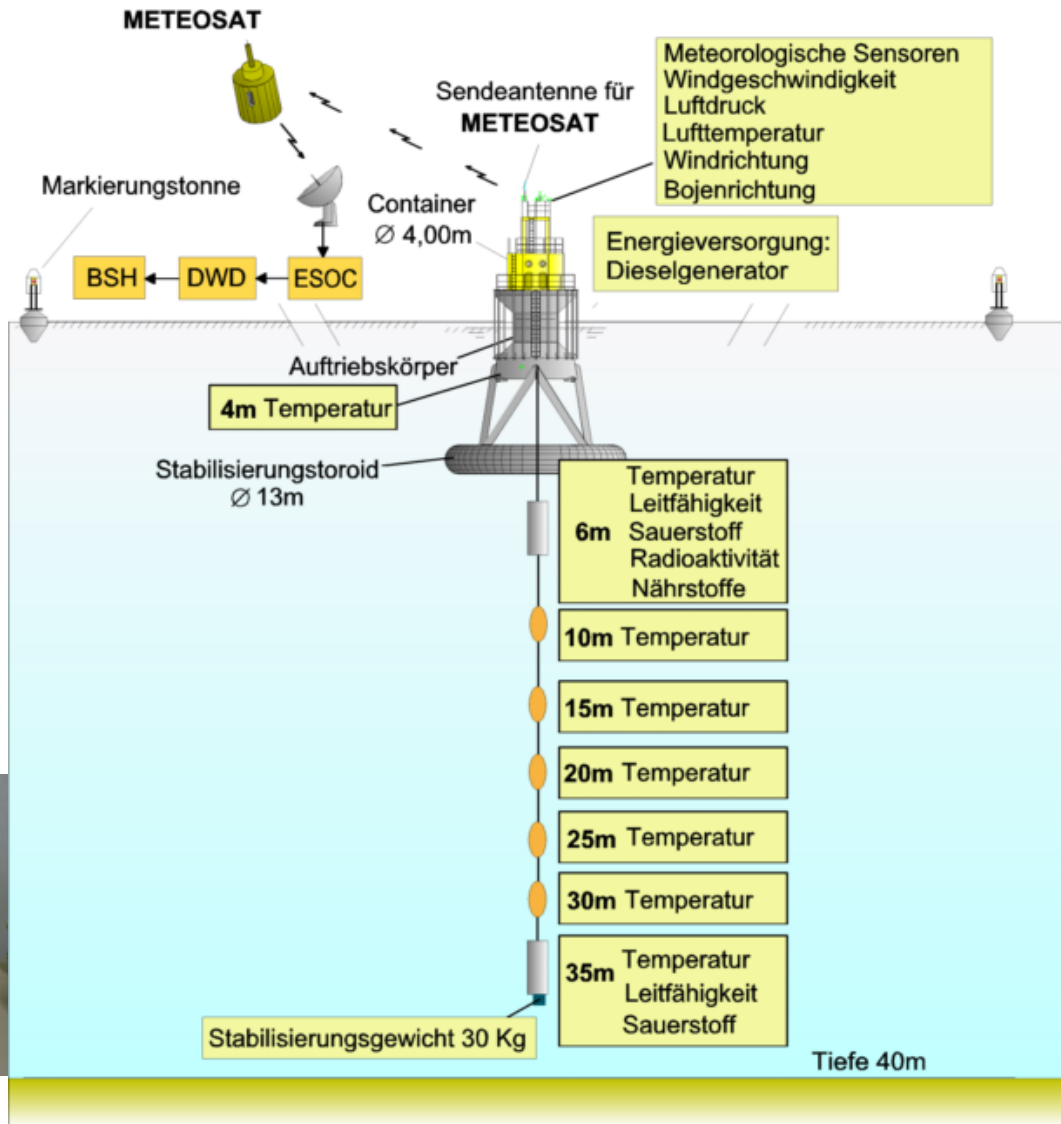 METEOSAT
Sendeantenne für
METEOSAT
Meteorologische Sensoren
Windgeschwindigkeit
Luftdruck
Lufttemperatur
Windrichtung
Bojenrichtung
Markierungstonne
Container
∅ 4,00m
Energieversorgung:
Dieselgenerator
BSH
DWD
ESOC
Auftriebskörper
4m Temperatur
Stabilisierungstoroid
∅ 13m
Temperatur
Leitfähigkeit
6m Sauerstoff
Radioaktivität
Nährstoffe
10m Temperatur
15m Temperatur
20m Temperatur
25m Temperatur
30m Temperatur
35m Temperatur
Leitfähigkeit
Sauerstoff
Stabilisierungsgewicht 30 Kg
Tiefe 40m